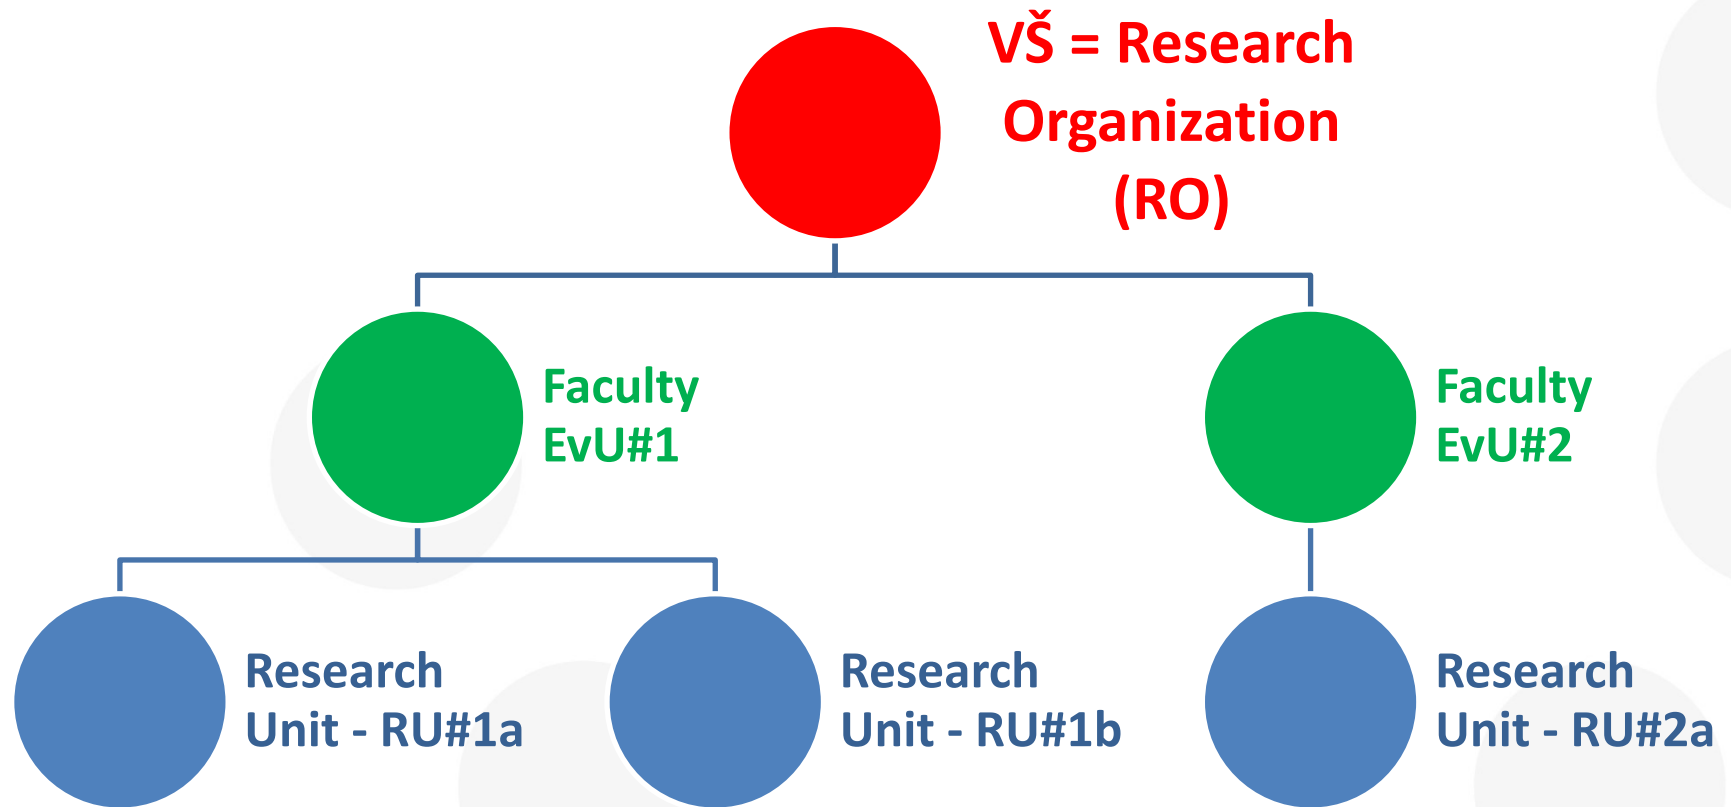 VŠ = Research
Organization
(RO)
Faculty
EvU#1
Faculty
EvU#2
Research
Unit - RU#1a
Research
Unit - RU#1b
Research
Unit - RU#2a